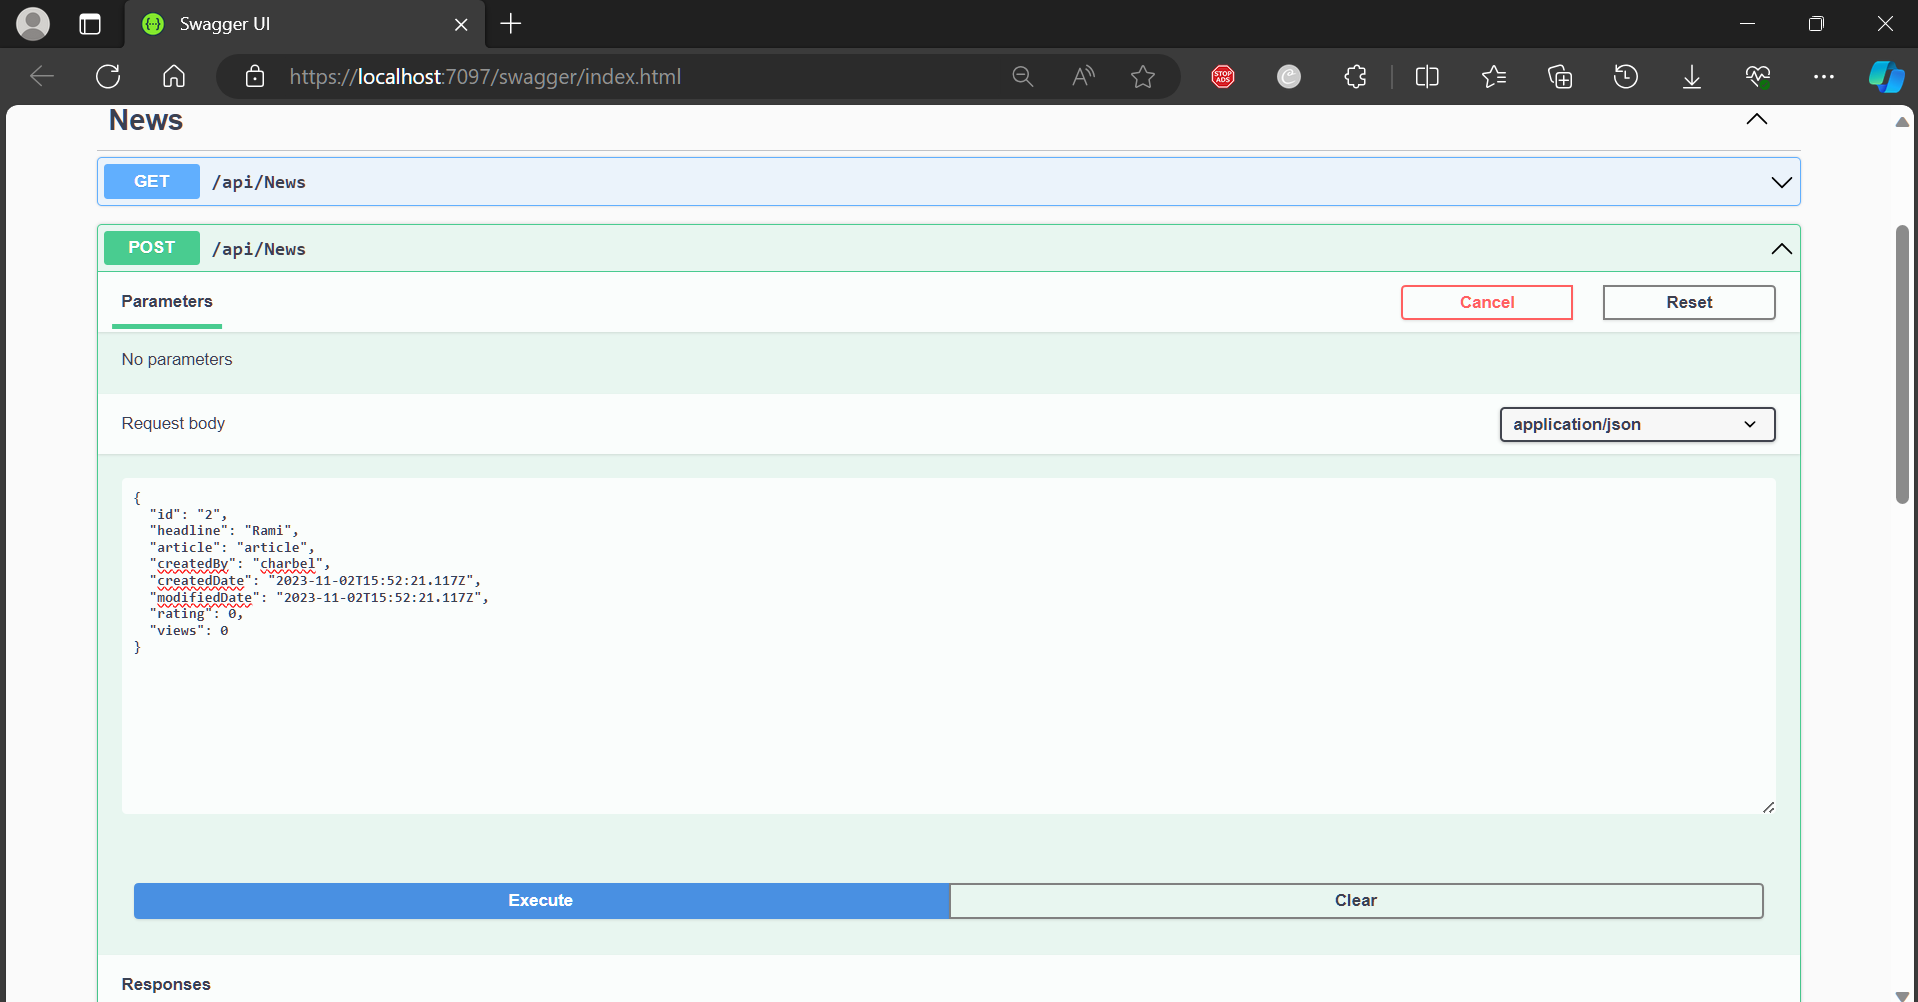 Swagger UI
https://localhost:7097/swagger/index.html
STOP ADS
News
GET /api/News
POST /api/News
Parameters
Cancel
Reset
No parameters
Request body
application/json
{
"id": "2",
"headline": "Rami",
"article": "article",
"createdBy": "charbel",
"createdDate": "2023-11-02T15:52:21.117Z",
"modifiedDate": "2023-11-02T15:52:21.117Z",
"rating": 0,
"views": 0
}
Execute
Clear
Responses